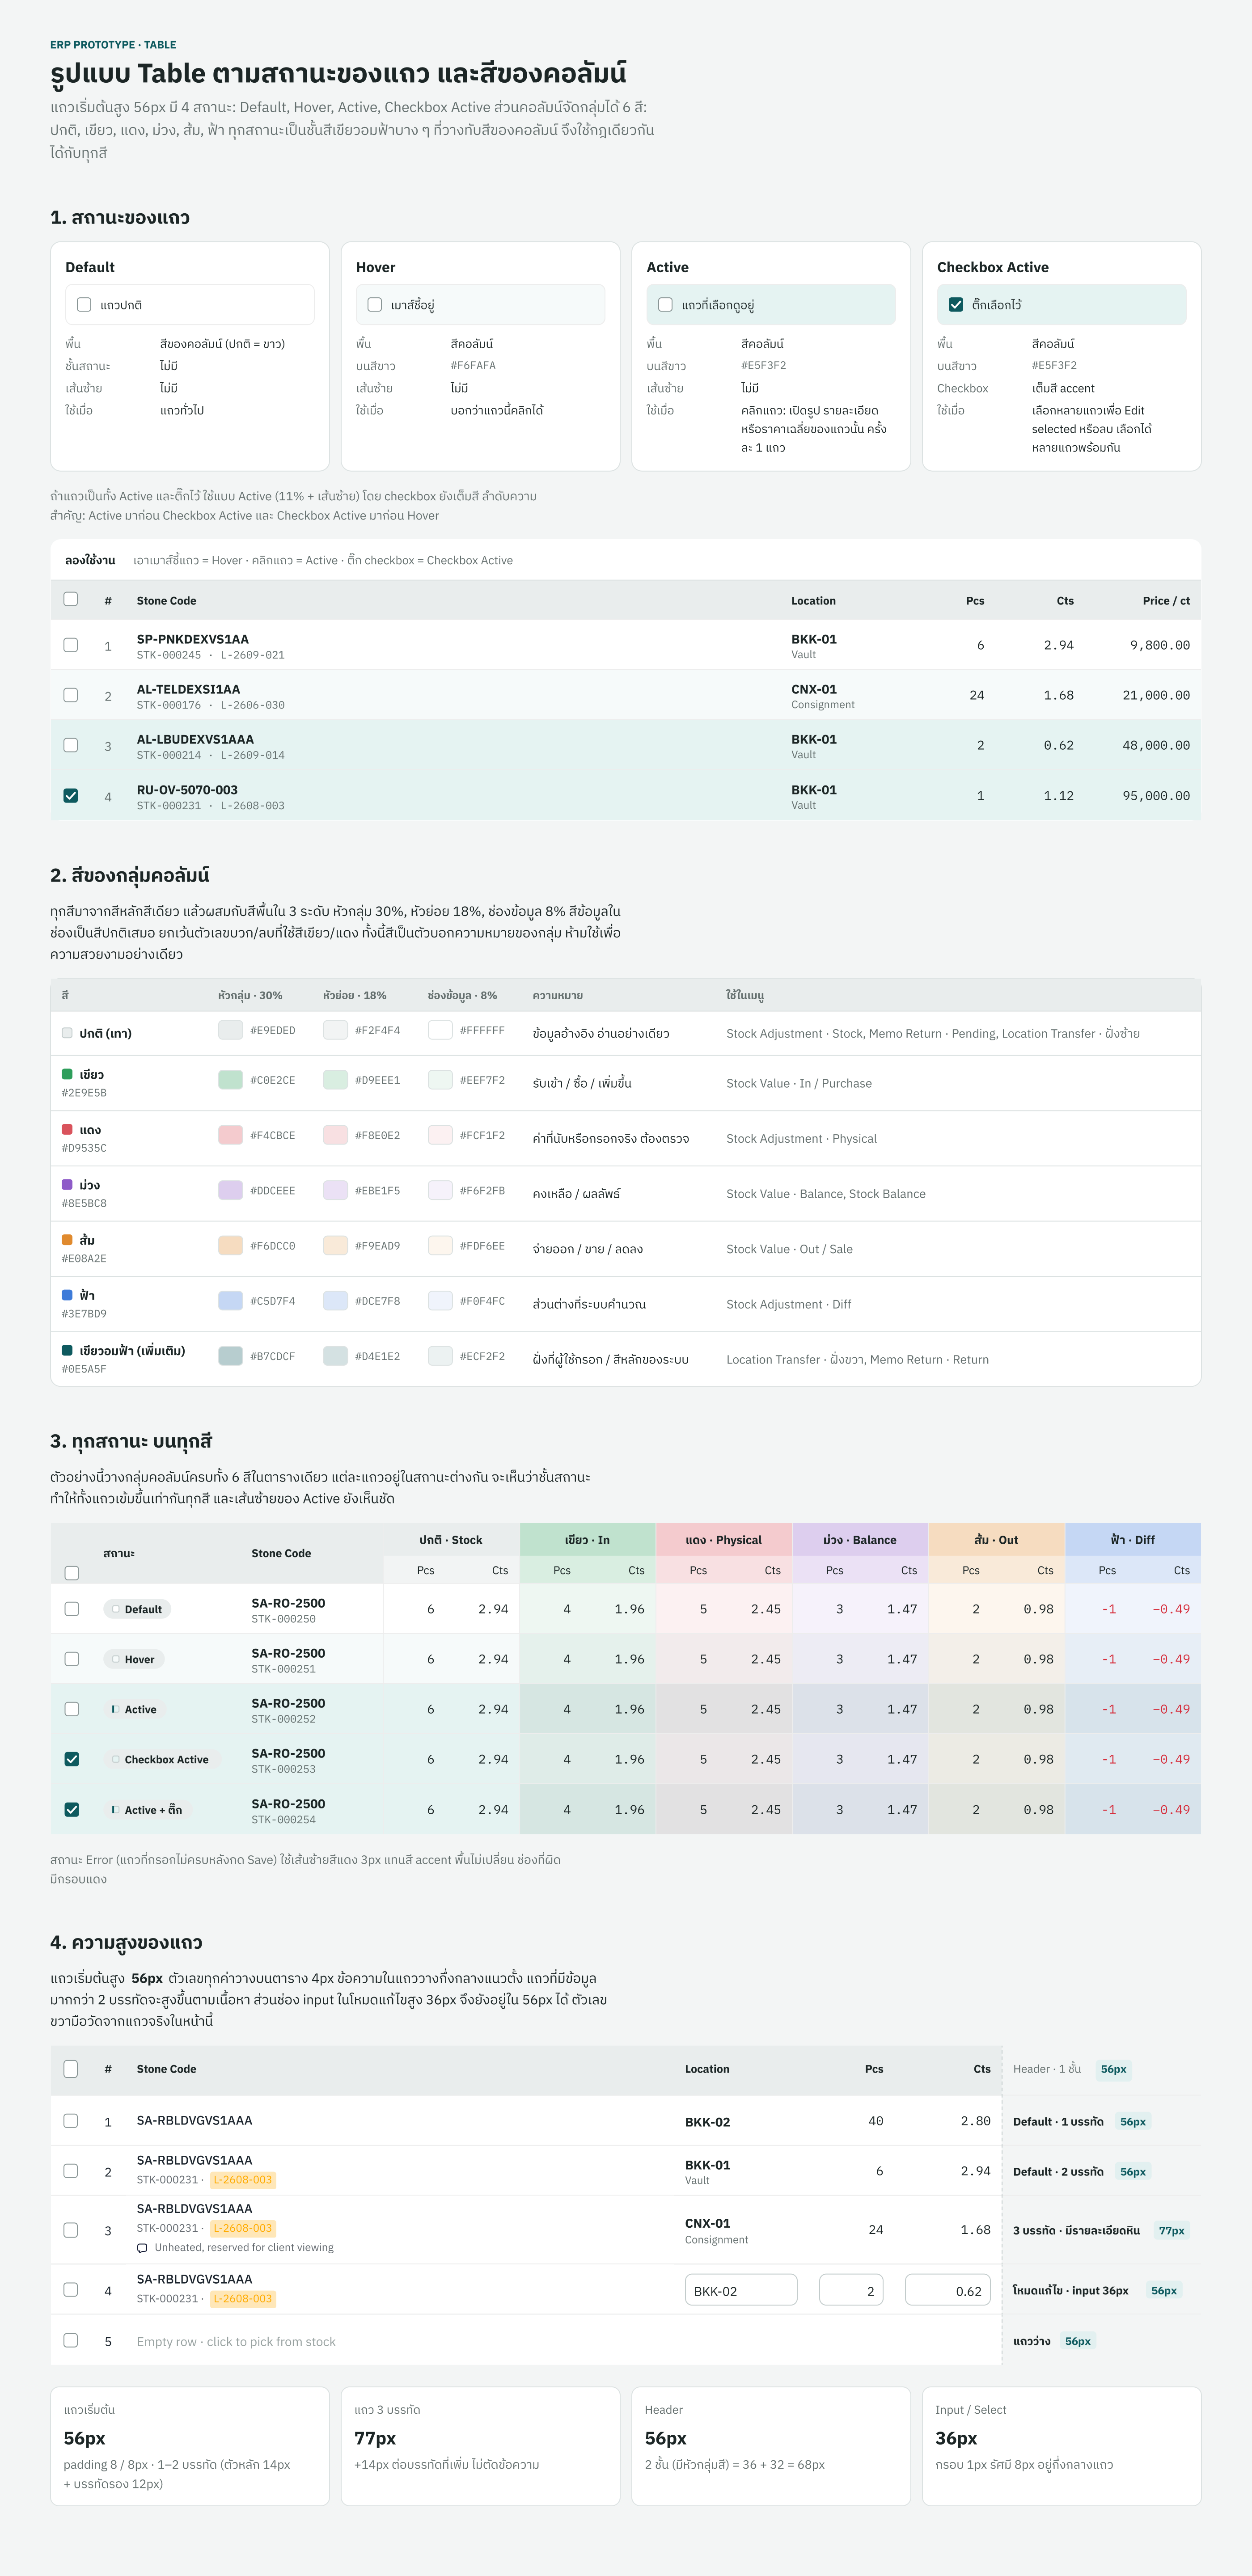 ERP PROTOTYPE · TABLE
รูปแบบ Table ตามสถานะของแถว และสีของคอลัมน์
แถวเริ่มต้นสูง 56px มี 4 สถานะ: Default, Hover, Active, Checkbox Active ส่วนคอลัมน์จัดกลุ่มได้ 6 สี:
ปกติ, เขียว, แดง, ม่วง, ส้ม, ฟ้า ทุกสถานะเป็นชั้นสีเขียวอมฟ้าบาง ๆ ที่วางทับสีของคอลัมน์ จึงใช้กฎเดียวกัน
ได้กับทุกสี
1. สถานะของแถว
Default
แถวปกติ
พื้น สีของคอลัมน์ (ปกติ = ขาว)
ชั้นสถานะ ไม่มี
เส้นซ้าย ไม่มี
ใช้เมื่อ แถวทั่วไป
Hover
เมาส์ชี้อยู่
พื้น สีคอลัมน์
บนสีขาว #F6FAFA
เส้นซ้าย ไม่มี
ใช้เมื่อ บอกว่าแถวนี้คลิกได้
Active
แถวที่เลือกดูอยู่
พื้น สีคอลัมน์
บนสีขาว #E5F3F2
เส้นซ้าย ไม่มี
ใช้เมื่อ คลิกแถว: เปิดรูป รายละเอียด
หรือราคาเฉลี่ยของแถวนั้น ครั้ง
ละ 1 แถว
Checkbox Active
ติ๊กเลือกไว้
พื้น สีคอลัมน์
บนสีขาว #E5F3F2
Checkbox เต็มสี accent
ใช้เมื่อ เลือกหลายแถวเพื่อ Edit
selected หรือลบ เลือกได้
หลายแถวพร้อมกัน
ถ้าแถวเป็นทั้ง Active และติ๊กไว้ ใช้แบบ Active (11% + เส้นซ้าย) โดย checkbox ยังเต็มสี ลำดับความ
สำคัญ: Active มาก่อน Checkbox Active และ Checkbox Active มาก่อน Hover
ลองใช้งาน เอาเมาส์ชี้แถว = Hover · คลิกแถว = Active · ติ๊ก checkbox = Checkbox Active
# Stone Code Location Pcs Cts Price / ct
1 SP-PNKDEXVS1AA BKK-01 6 2.94 9,800.00
STK-000245 · L-2609-021 Vault
2 AL-TELDEXSI1AA CNX-01 24 1.68 21,000.00
STK-000176 · L-2606-030 Consignment
3 AL-LBUDEXVS1AAA BKK-01 2 0.62 48,000.00
STK-000214 · L-2609-014 Vault
4 RU-OV-5070-003 BKK-01 1 1.12 95,000.00
STK-000231 · L-2608-003 Vault
2. สีของกลุ่มคอลัมน์
ทุกสีมาจากสีหลักสีเดียว แล้วผสมกับสีพื้นใน 3 ระดับ หัวกลุ่ม 30%, หัวย่อย 18%, ช่องข้อมูล 8% สีข้อมูลใน
ช่องเป็นสีปกติเสมอ ยกเว้นตัวเลขบวก/ลบที่ใช้สีเขียว/แดง ทั้งนี้สีเป็นตัวบอกความหมายของกลุ่ม ห้ามใช้เพื่อ
ความสวยงามอย่างเดียว
สี หัวกลุ่ม · 30% หัวย่อย · 18% ช่องข้อมูล · 8% ความหมาย ใช้ในเมนู
ปกติ (เทา) #E9EDED #F2F4F4 #FFFFFF ข้อมูลอ้างอิง อ่านอย่างเดียว Stock Adjustment · Stock, Memo Return · Pending, Location Transfer · ฝั่งซ้าย
เขียว #C0E2CE #D9EEE1 #EEF7F2 รับเข้า / ซื้อ / เพิ่มขึ้น Stock Value · In / Purchase
#2E9E5B
แดง #F4CBCE #F8E0E2 #FCF1F2 ค่าที่นับหรือกรอกจริง ต้องตรวจ Stock Adjustment · Physical
#D9535C
ม่วง #DDCEEE #EBE1F5 #F6F2FB คงเหลือ / ผลลัพธ์ Stock Value · Balance, Stock Balance
#8E5BC8
ส้ม #F6DCC0 #F9EAD9 #FDF6EE จ่ายออก / ขาย / ลดลง Stock Value · Out / Sale
#E08A2E
ฟ้า #C5D7F4 #DCE7F8 #F0F4FC ส่วนต่างที่ระบบคำนวณ Stock Adjustment · Diff
#3E7BD9
เขียวอมฟ้า (เพิ่มเติม) #B7CDCF #D4E1E2 #ECF2F2 ฝั่งที่ผู้ใช้กรอก / สีหลักของระบบ Location Transfer · ฝั่งขวา, Memo Return · Return
#0E5A5F
3. ทุกสถานะ บนทุกสี
ตัวอย่างนี้วางกลุ่มคอลัมน์ครบทั้ง 6 สีในตารางเดียว แต่ละแถวอยู่ในสถานะต่างกัน จะเห็นว่าชั้นสถานะ
ทำให้ทั้งแถวเข้มขึ้นเท่ากันทุกสี และเส้นซ้ายของ Active ยังเห็นชัด
สถานะ Stone Code ปกติ · Stock เขียว · In แดง · Physical ม่วง · Balance ส้ม · Out ฟ้า · Diff
Pcs Cts Pcs Cts Pcs Cts Pcs Cts Pcs Cts Pcs Cts
Default SA-RO-2500 6 2.94 4 1.96 5 2.45 3 1.47 2 0.98 -1 −0.49
STK-000250
Hover SA-RO-2500 6 2.94 4 1.96 5 2.45 3 1.47 2 0.98 -1 −0.49
STK-000251
Active SA-RO-2500 6 2.94 4 1.96 5 2.45 3 1.47 2 0.98 -1 −0.49
STK-000252
Checkbox Active SA-RO-2500 6 2.94 4 1.96 5 2.45 3 1.47 2 0.98 -1 −0.49
STK-000253
Active + ติ๊ก SA-RO-2500 6 2.94 4 1.96 5 2.45 3 1.47 2 0.98 -1 −0.49
STK-000254
สถานะ Error (แถวที่กรอกไม่ครบหลังกด Save) ใช้เส้นซ้ายสีแดง 3px แทนสี accent พื้นไม่เปลี่ยน ช่องที่ผิด
มีกรอบแดง
4. ความสูงของแถว
แถวเริ่มต้นสูง 56px ตัวเลขทุกค่าวางบนตาราง 4px ข้อความในแถววางกึ่งกลางแนวตั้ง แถวที่มีข้อมูล
มากกว่า 2 บรรทัดจะสูงขึ้นตามเนื้อหา ส่วนช่อง input ในโหมดแก้ไขสูง 36px จึงยังอยู่ใน 56px ได้ ตัวเลข
ขวามือวัดจากแถวจริงในหน้านี้
# Stone Code Location Pcs Cts Header · 1 ชั้น 56px
1 SA-RBLDVGVS1AAA BKK-02 40 2.80 Default · 1 บรรทัด 56px
2 SA-RBLDVGVS1AAA BKK-01 6 2.94 Default · 2 บรรทัด 56px
STK-000231 · L-2608-003 Vault
3 SA-RBLDVGVS1AAA CNX-01 24 1.68 3 บรรทัด · มีรายละเอียดหิน 77px
STK-000231 · L-2608-003 Consignment
Unheated, reserved for client viewing
4 SA-RBLDVGVS1AAA BKK-02 2 0.62 โหมดแก้ไข · input 36px 56px
STK-000231 · L-2608-003
5 Empty row · click to pick from stock แถวว่าง 56px
แถวเริ่มต้น
56px
padding 8 / 8px · 1–2 บรรทัด (ตัวหลัก 14px
+ บรรทัดรอง 12px)
แถว 3 บรรทัด
77px
+14px ต่อบรรทัดที่เพิ่ม ไม่ตัดข้อความ
Header
56px
2 ชั้น (มีหัวกลุ่มสี) = 36 + 32 = 68px
Input / Select
36px
กรอบ 1px รัศมี 8px อยู่กึ่งกลางแถว